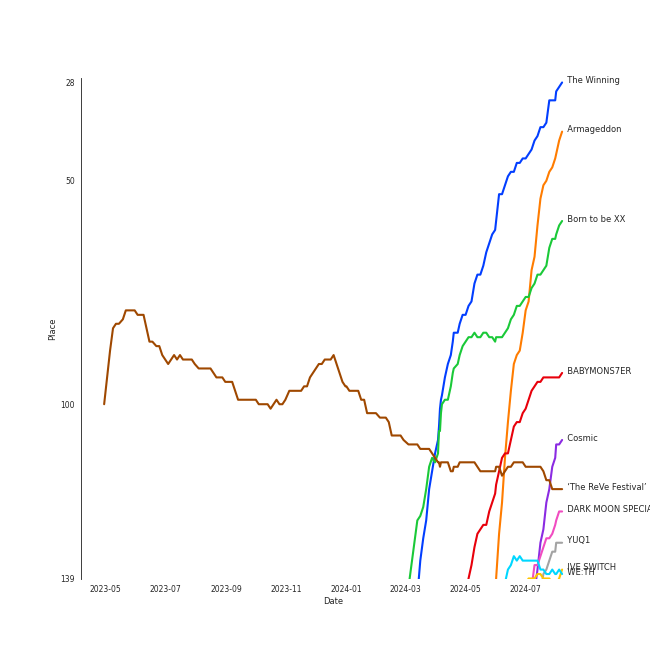 28
The Winning
Armageddon
50
Born to be XX
Place
BABYMONS7ER
100
Cosmic
'The ReVe Festival'
DARK MOON SPECIA
YUQ1
IVE SWITCH
WE:TH
139
2023-05
2023-07
2023-09
2023-11
2024-01
2024-03
2024-05
2024-07
Date